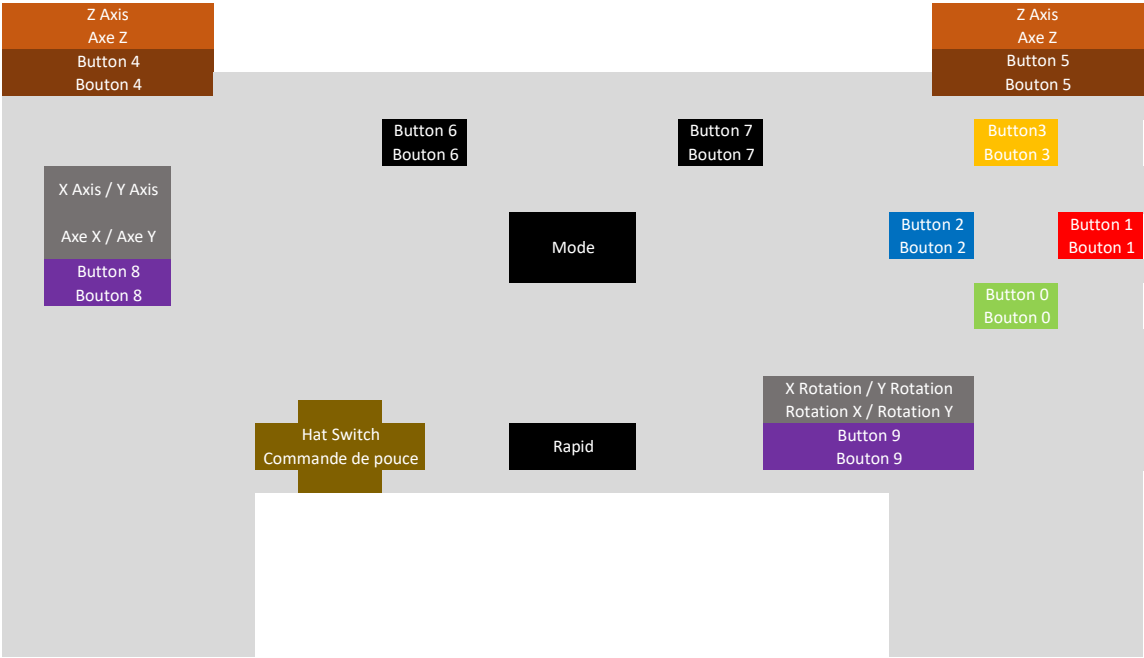 Z Axis
Axe Z
Button 4
Bouton 4
Z Axis
Axe Z
Button 5
Bouton 5
Button 6
Bouton 6
Button 7
Bouton 7
Button3
Bouton 3
X Axis / Y Axis
Axe X / Axe Y
Button 8
Bouton 8
Mode
Button 2
Bouton 2
Button 1
Bouton 1
Button 0
Bouton 0
X Rotation / Y Rotation
Rotation X / Rotation Y
Button 9
Bouton 9
Hat Switch
Commande de pouce
Rapid